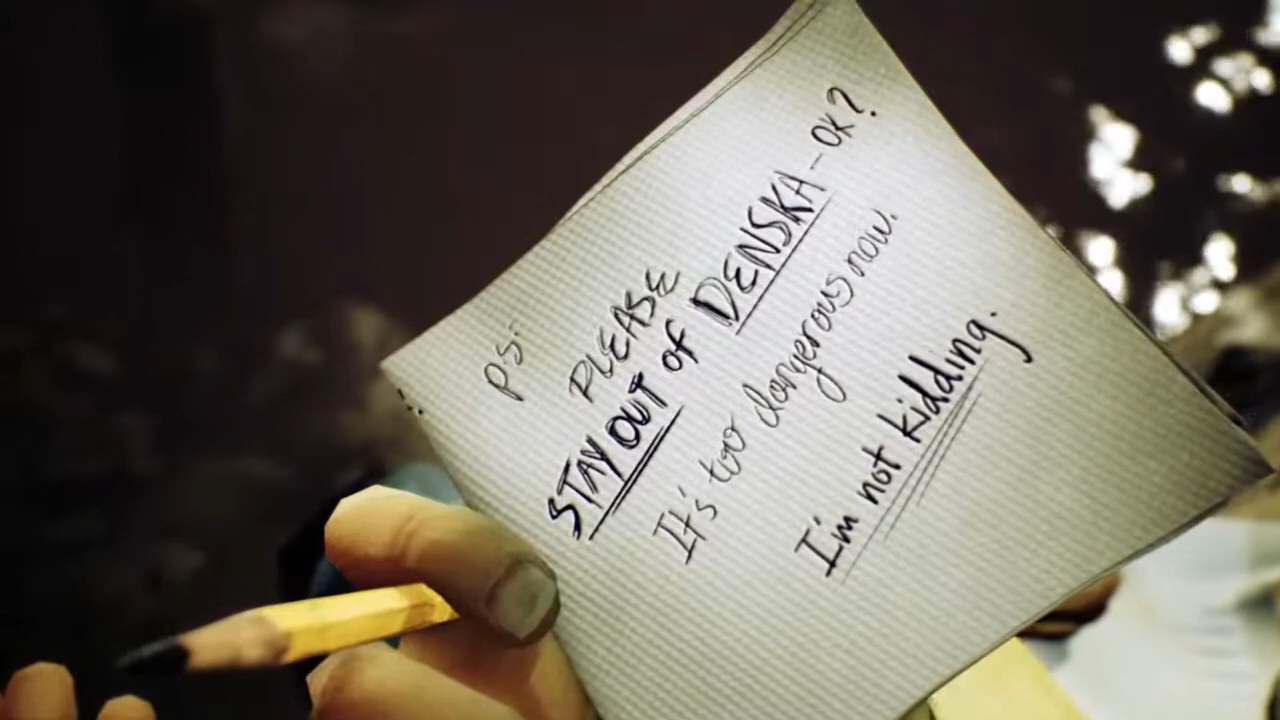 PS:
PLEASE
STAY OUT of DENSKA - OK?
It's too dangerous now.
I'm not kidding.